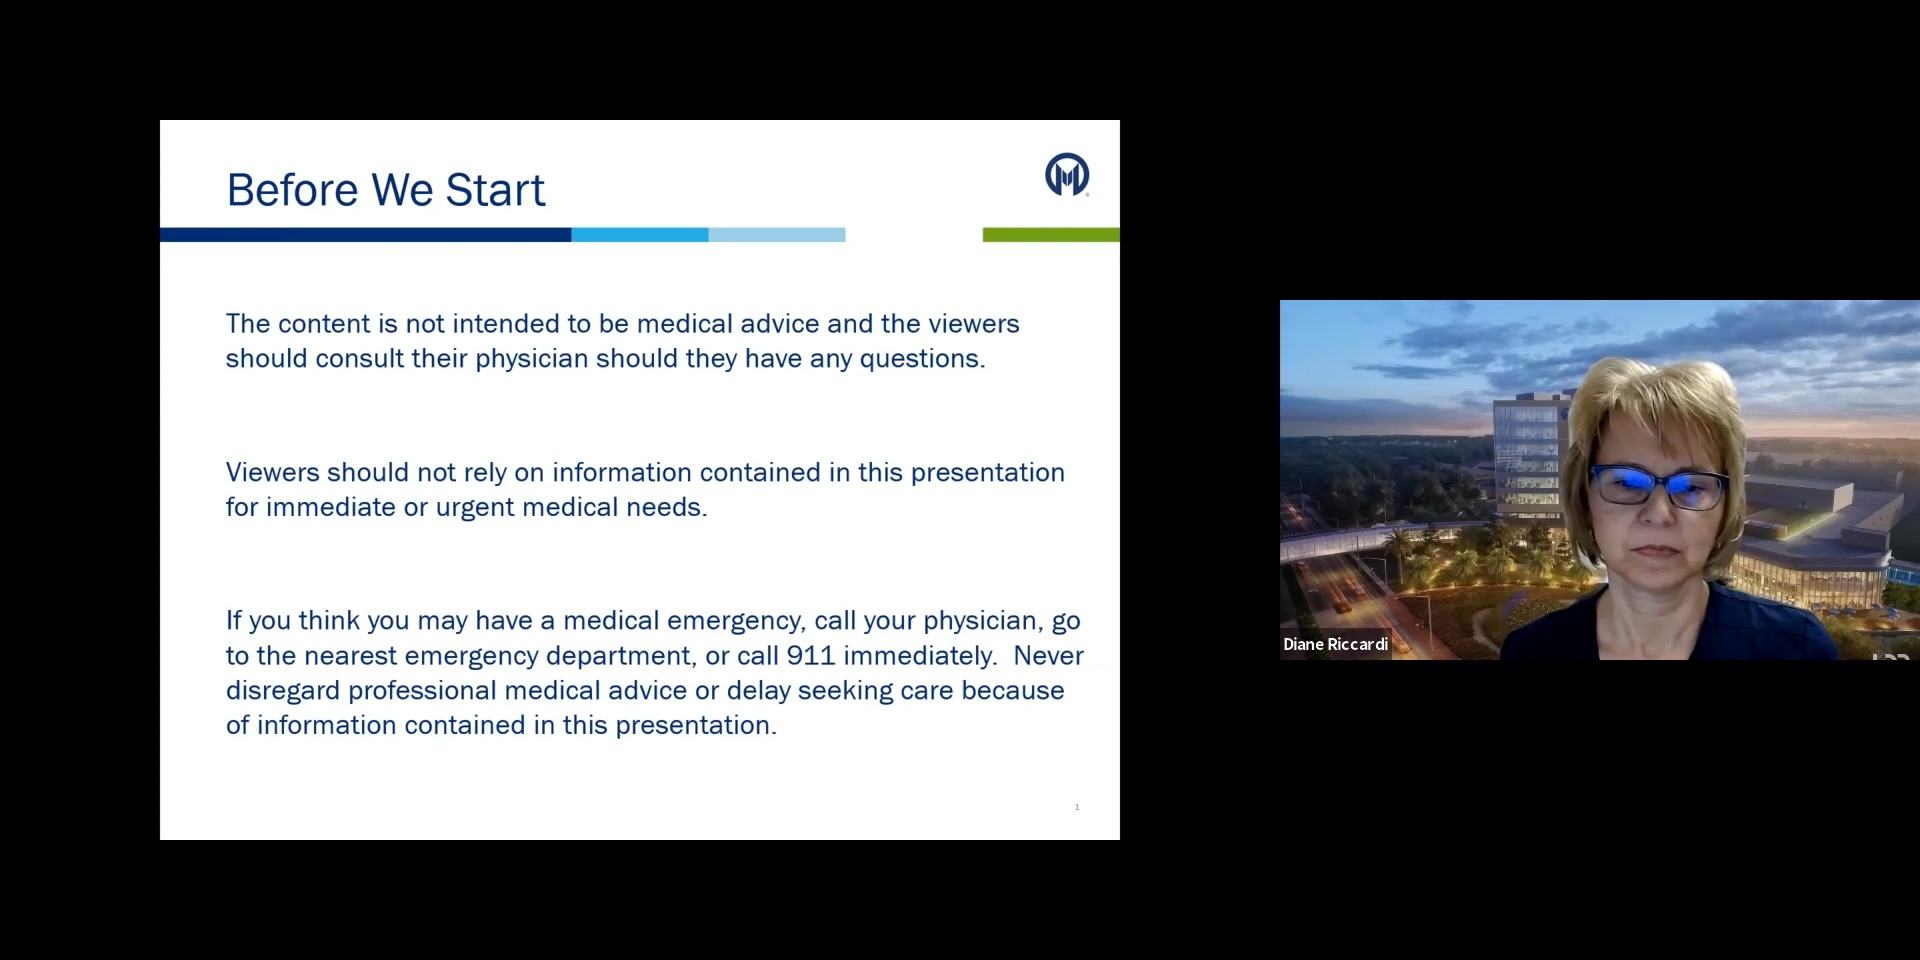 Before We Start
The content is not intended to be medical advice and the viewers
should consult their physician should they have any questions.
Viewers should not rely on information contained in this presentation
for immediate or urgent medical needs.
If you think you may have a medical emergency, call your physician, go
to the nearest emergency department, or call 911 immediately.  Never
disregard professional medical advice or delay seeking care because
of information contained in this presentation.
1
Diane Riccardi